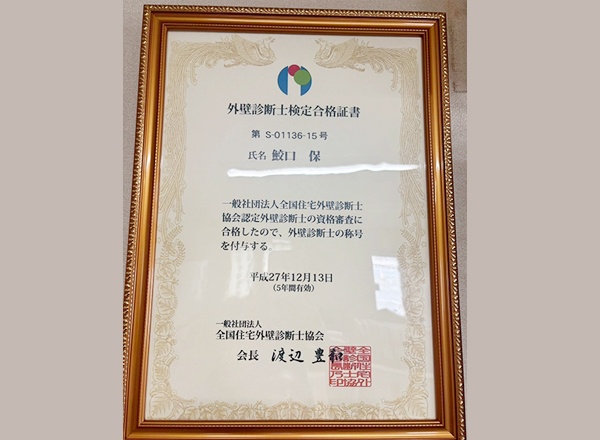 外壁診断士検定合格証書
第 S-01136-15 号
氏名 鮫口 保
一般社団法人全国住宅外壁診断士
協会認定外壁診断士の資格審査に
合格したので、外壁診断士の称号
を付与する。
平成27年12月13日
(5年間有効)
一般社団法人
全国住宅外壁診断士協会
会長 渡辺 豊和